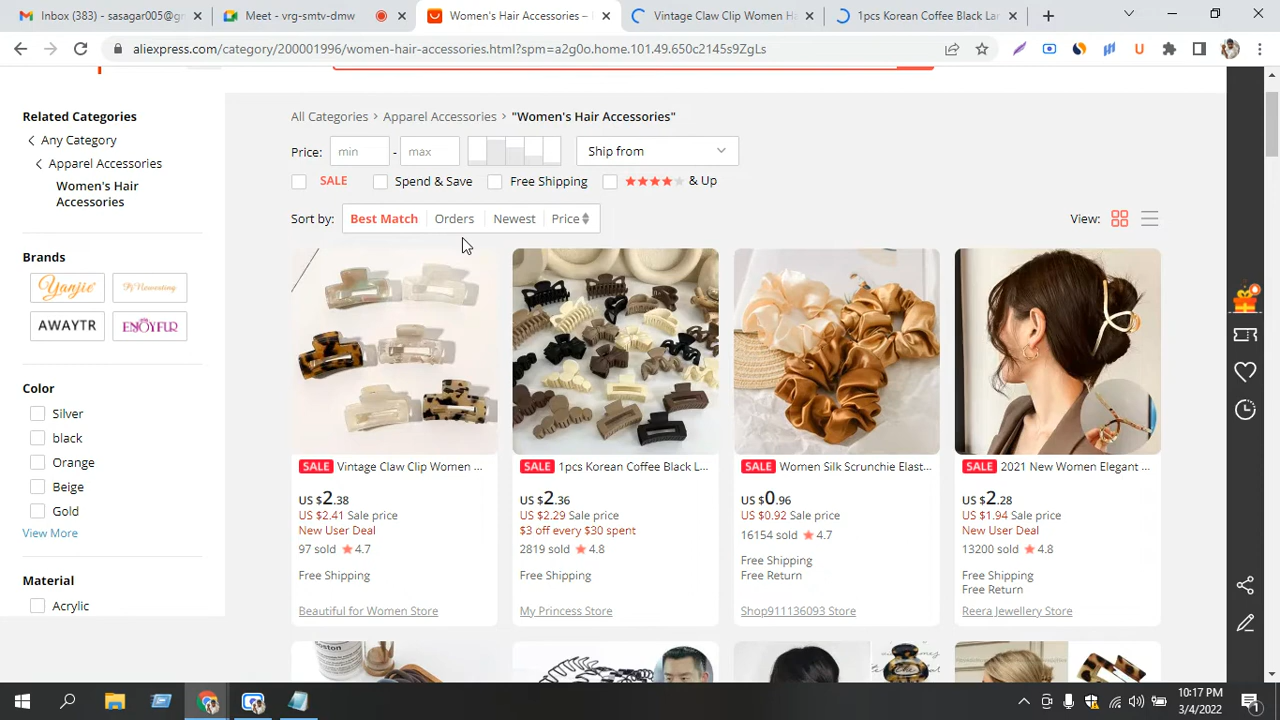 Inbox (383) - sasagar005@gr
Meet - vrg-smtv-dmw
Women's Hair Accessories –
Vintage Claw Clip Women H
1pcs Korean Coffee Black Lar
aliexpress.com/category/200001996/women-hair-accessories.html?spm=a2g0o.home.101.49.650c2145s9ZgLs
Related Categories
Any Category
Apparel Accessories
Women's Hair
Accessories
Brands
Yanjie
AWAYTR
ENJOYFUR
Color
Silver
black
Orange
Beige
Gold
View More
Material
Acrylic
All Categories > Apparel Accessories > "Women's Hair Accessories"
Price: min - max Ship from
SALE Spend & Save Free Shipping & Up
Sort by: Best Match Orders Newest Price
View:
SALE Vintage Claw Clip Women ...
US $2.38
US $2.41 Sale price
New User Deal
97 sold 4.7
Free Shipping
Beautiful for Women Store
SALE 1pcs Korean Coffee Black L...
US $2.36
US $2.29 Sale price
$3 off every $30 spent
2819 sold 4.8
Free Shipping
My Princess Store
SALE Women Silk Scrunchie Elast...
US $0.96
US $0.92 Sale price
16154 sold 4.7
Free Shipping
Free Return
Shop911136093 Store
SALE 2021 New Women Elegant ...
US $2.28
US $1.94 Sale price
New User Deal
13200 sold 4.8
Free Shipping
Free Return
Reera Jewellery Store
10:17 PM
3/4/2022